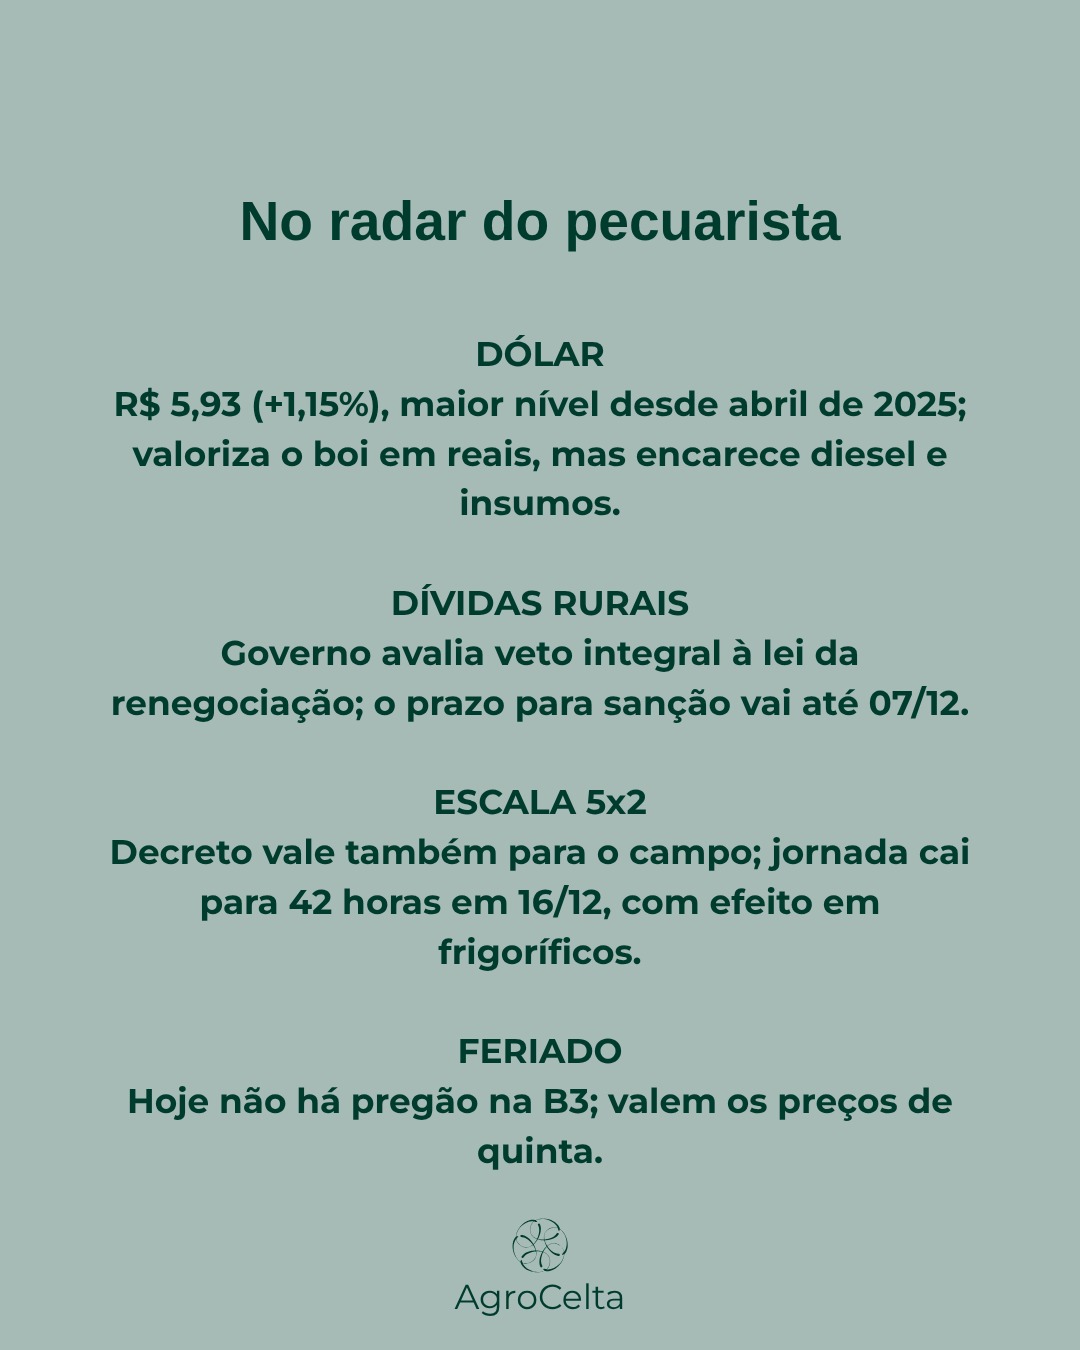 No radar do pecuarista
DÓLAR
R$ 5,93 (+1,15%), maior nível desde abril de 2025;
valoriza o boi em reais, mas encarece diesel e
insumos.
DÍVIDAS RURAIS
Governo avalia veto integral à lei da
renegociação; o prazo para sanção vai até 07/12.
ESCALA 5x2
Decreto vale também para o campo; jornada cai
para 42 horas em 16/12, com efeito em
frigoríficos.
FERIADO
Hoje não há pregão na B3; valem os preços de
quinta.
AgroCelta